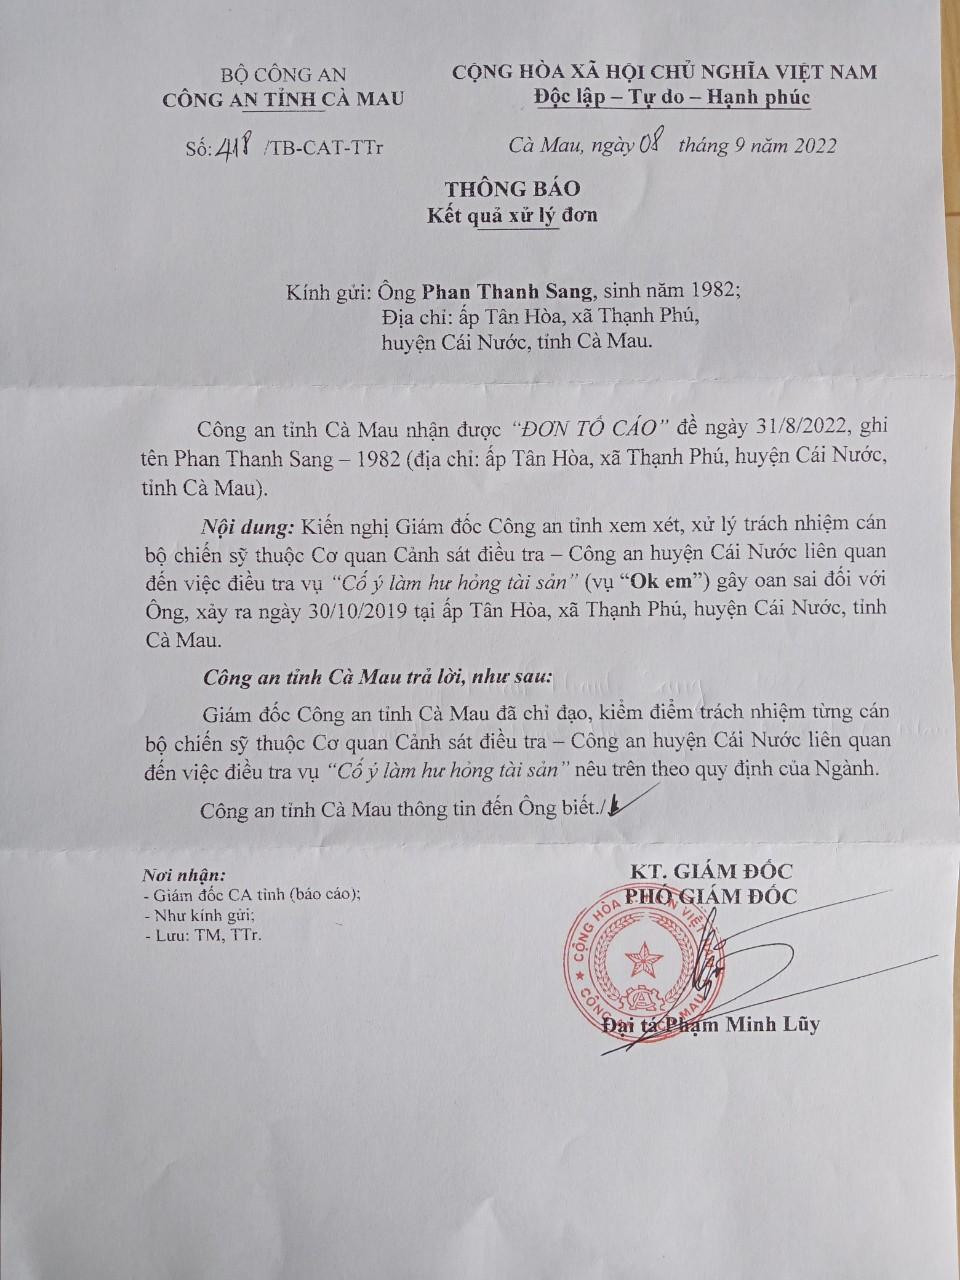 BỘ CÔNG AN
CÔNG AN TỈNH CÀ MAU
CỘNG HÒA XÃ HỘI CHỦ NGHĨA VIỆT NAM
Độc lập – Tự do – Hạnh phúc
Số: 418 /TB-CAT-TTr
Cà Mau, ngày 08 tháng 9 năm 2022
THÔNG BÁO
Kết quả xử lý đơn
Kính gửi: Ông Phan Thanh Sang, sinh năm 1982;
Địa chỉ: ấp Tân Hòa, xã Thạnh Phú,
huyện Cái Nước, tỉnh Cà Mau.
Công an tỉnh Cà Mau nhận được “ĐƠN TỐ CÁO” đề ngày 31/8/2022, ghi
tên Phan Thanh Sang – 1982 (địa chỉ: ấp Tân Hòa, xã Thạnh Phú, huyện Cái Nước,
tỉnh Cà Mau).
Nội dung: Kiến nghị Giám đốc Công an tỉnh xem xét, xử lý trách nhiệm cán
bộ chiến sỹ thuộc Cơ quan Cảnh sát điều tra – Công an huyện Cái Nước liên quan
đến việc điều tra vụ “Cố ý làm hư hỏng tài sản” (vụ “Ok em”) gây oan sai đối với
Ông, xảy ra ngày 30/10/2019 tại ấp Tân Hòa, xã Thạnh Phú, huyện Cái Nước, tỉnh
Cà Mau.
Công an tỉnh Cà Mau trả lời, như sau:
Giám đốc Công an tỉnh Cà Mau đã chỉ đạo, kiểm điểm trách nhiệm từng cán
bộ chiến sỹ thuộc Cơ quan Cảnh sát điều tra – Công an huyện Cái Nước liên quan
đến việc điều tra vụ “Cố ý làm hư hỏng tài sản” nêu trên theo quy định của Ngành.
Công an tỉnh Cà Mau thông tin đến Ông biết./.
Nơi nhận:
- Giám đốc CA tỉnh (báo cáo);
- Như kính gửi;
- Lưu: TM, TTr.
KT. GIÁM ĐỐC
PHÓ GIÁM ĐỐC
Đại tá Phạm Minh Lũy